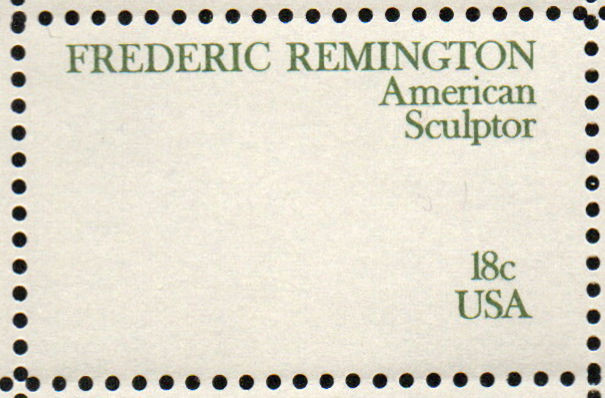 FREDERIC REMINGTON
American
Sculptor
18c
USA